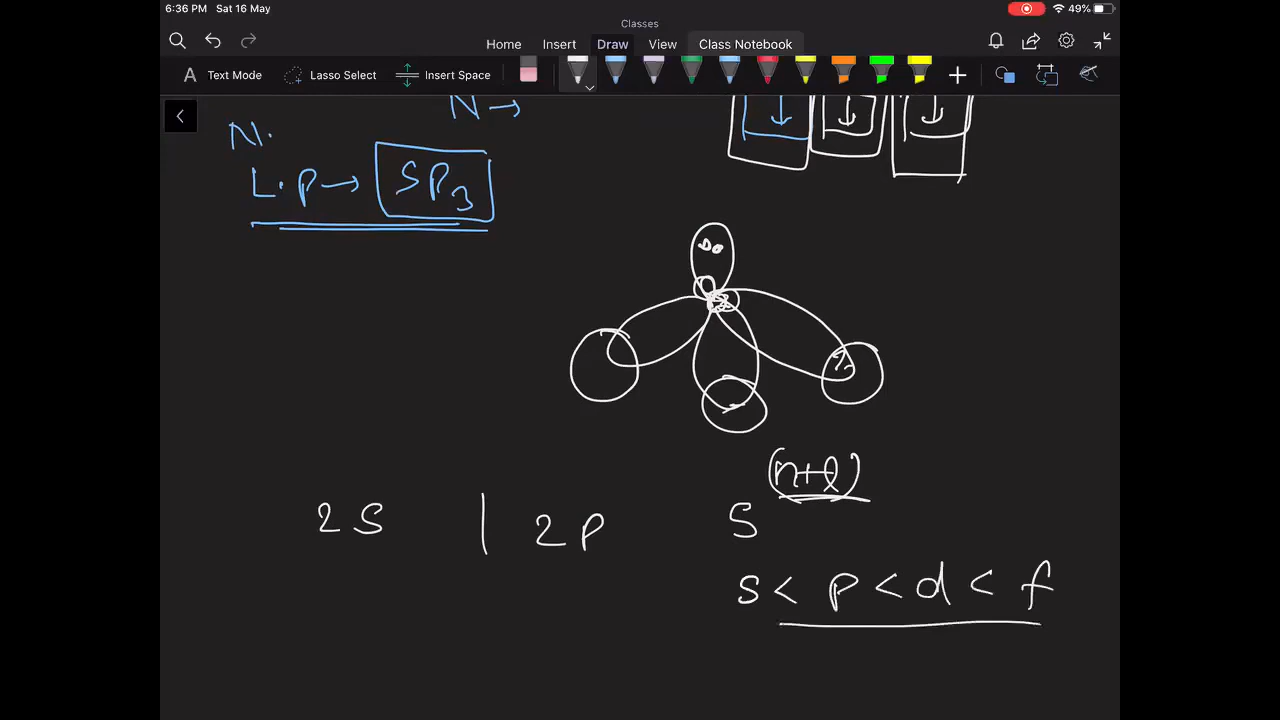 6:36 PM Sat 16 May
49%
Classes
Home Insert Draw View Class Notebook
A Text Mode Lasso Select Insert Space
N →
N.
L.P → SP3
(n+l)
2S | 2P S
s < p < d < f